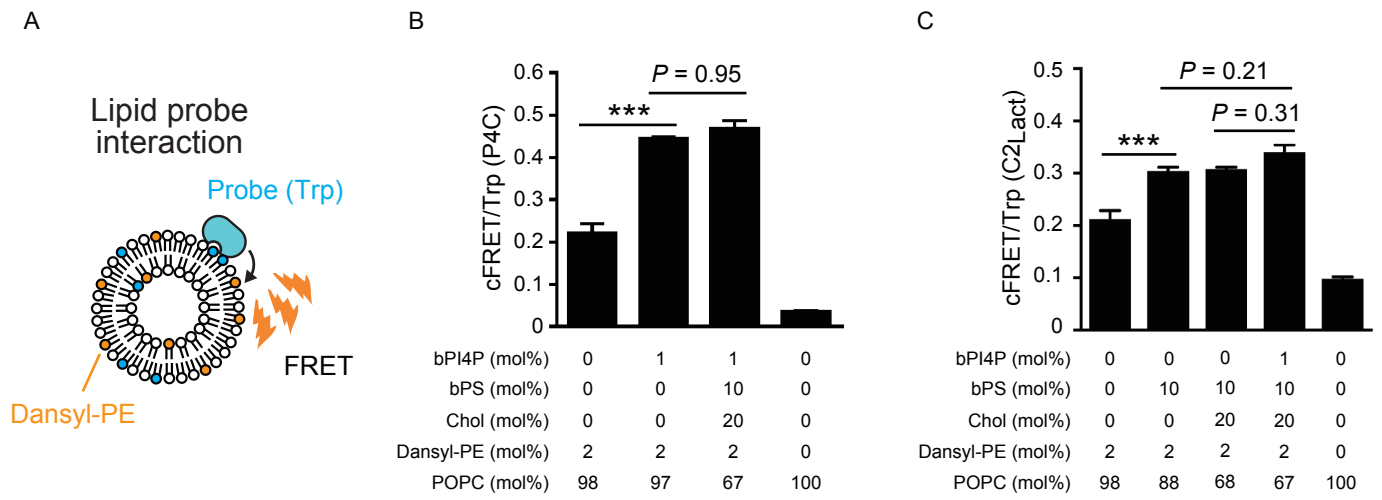 A
Lipid probe
interaction
Probe (Trp)
FRET
Dansyl-PE
B
cFRET/Trp (P4C)
0.6
0.5
0.4
0.3
0.2
0.1
0
***
P = 0.95
bPI4P (mol%) 0 1 1 0
bPS (mol%) 0 0 10 0
Chol (mol%) 0 0 20 0
Dansyl-PE (mol%) 2 2 2 0
POPC (mol%) 98 97 67 100
C
cFRET/Trp (C2Lact)
0.5
0.4
0.3
0.2
0.1
0
***
P = 0.21
P = 0.31
bPI4P (mol%) 0 0 0 1 0
bPS (mol%) 0 10 10 10 0
Chol (mol%) 0 0 20 20 0
Dansyl-PE (mol%) 2 2 2 2 0
POPC (mol%) 98 88 68 67 100